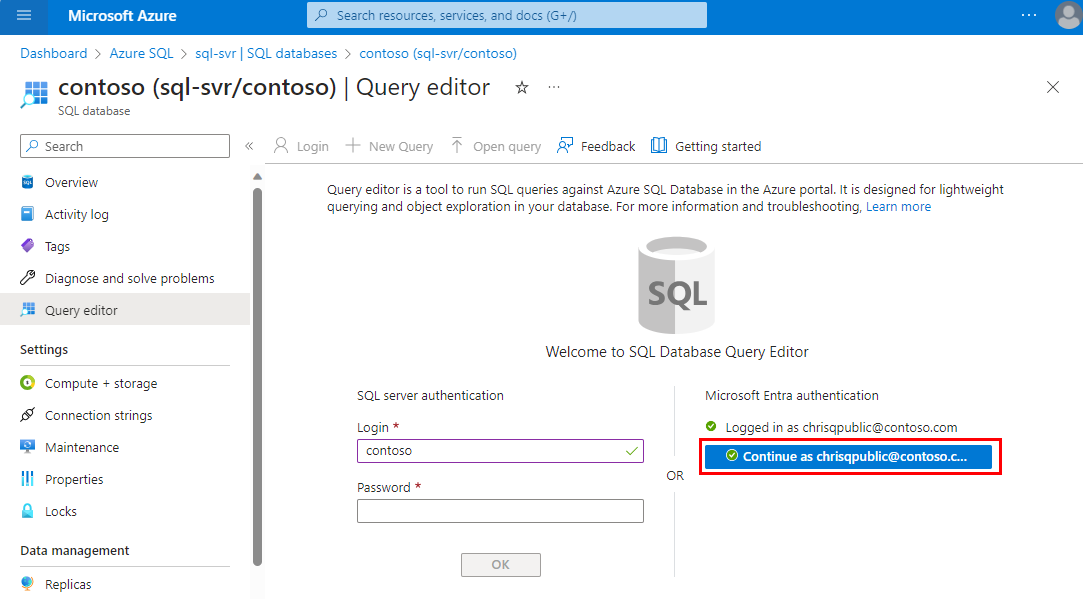 Microsoft Azure
Search resources, services, and docs (G+/)
Dashboard > Azure SQL > sql-svr | SQL databases > contoso (sql-svr/contoso)
contoso (sql-svr/contoso) | Query editor
SQL database
Search
Login
New Query
Open query
Feedback
Getting started
Overview
Activity log
Tags
Diagnose and solve problems
Query editor
Settings
Compute + storage
Connection strings
Maintenance
Properties
Locks
Data management
Replicas
Query editor is a tool to run SQL queries against Azure SQL Database in the Azure portal. It is designed for lightweight
querying and object exploration in your database. For more information and troubleshooting, Learn more
SQL
Welcome to SQL Database Query Editor
SQL server authentication
Login *
contoso
Password *
OK
OR
Microsoft Entra authentication
Logged in as chrisqpublic@contoso.com
Continue as chrisqpublic@contoso.c...